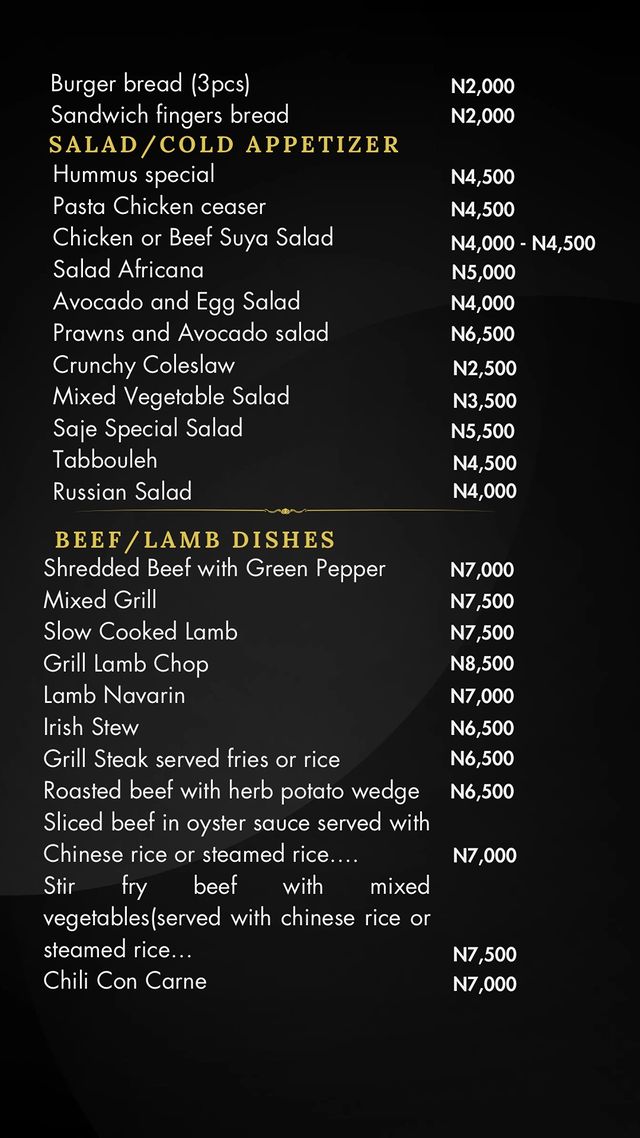 Burger bread (3pcs) N2,000
Sandwich fingers bread N2,000
SALAD/COLD APPETIZER
Hummus special N4,500
Pasta Chicken ceaser N4,500
Chicken or Beef Suya Salad N4,000 - N4,500
Salad Africana N5,000
Avocado and Egg Salad N4,000
Prawns and Avocado salad N6,500
Crunchy Coleslaw N2,500
Mixed Vegetable Salad N3,500
Saje Special Salad N5,500
Tabbouleh N4,500
Russian Salad N4,000
BEEF/LAMB DISHES
Shredded Beef with Green Pepper N7,000
Mixed Grill N7,500
Slow Cooked Lamb N7,500
Grill Lamb Chop N8,500
Lamb Navarin N7,000
Irish Stew N6,500
Grill Steak served fries or rice N6,500
Roasted beef with herb potato wedge N6,500
Sliced beef in oyster sauce served with
Chinese rice or steamed rice.... N7,000
Stir fry beef with mixed
vegetables(served with chinese rice or
steamed rice... N7,500
Chili Con Carne N7,000